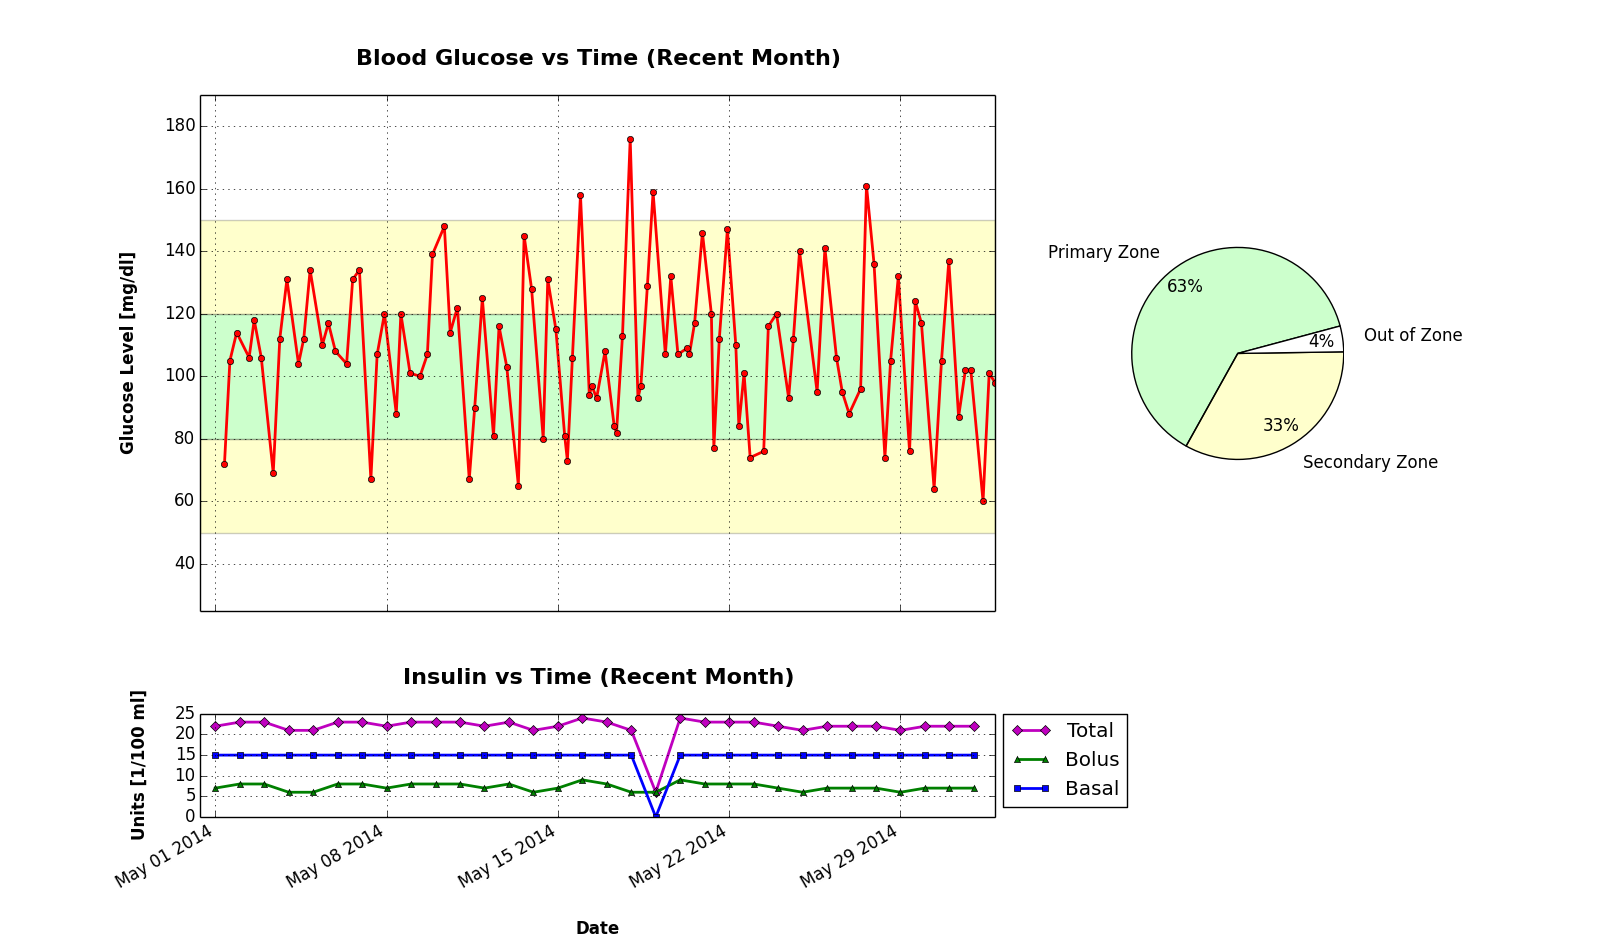 Blood Glucose vs Time (Recent Month)
Glucose Level [mg/dl]
180
160
140
120
100
80
60
40
Primary Zone
63%
4%
Out of Zone
33%
Secondary Zone
Insulin vs Time (Recent Month)
Units [1/100 ml]
25
20
15
10
5
0
Total
Bolus
Basal
May 01 2014
May 08 2014
May 15 2014
May 22 2014
May 29 2014
Date